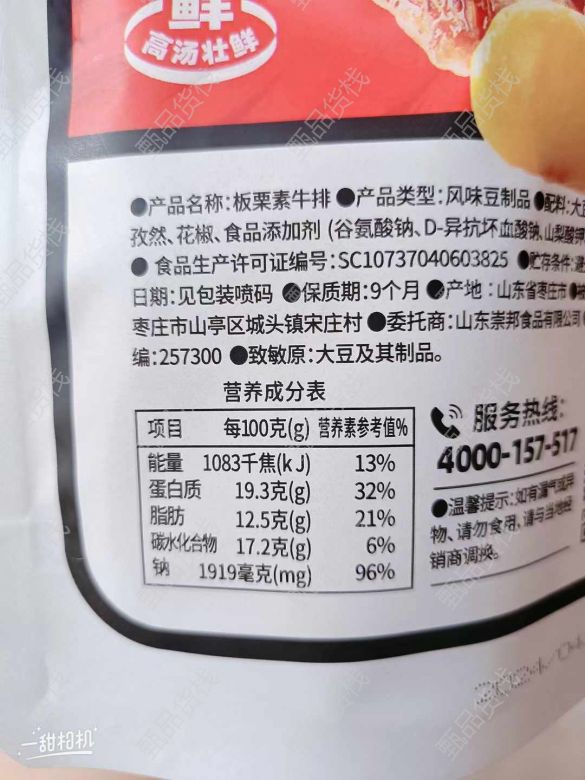 鲜
高汤壮鲜
●产品名称:板栗素牛排 ●产品类型:风味豆制品 ●配料:大
孜然、花椒、食品添加剂 (谷氨酸钠、D-异抗坏血酸钠、山梨酸钾
● 食品生产许可证编号:SC10737040603825 ●贮存条件:
日期:见包装喷码 ●保质期:9个月 ●产地 : 山东省枣庄市 ●
枣庄市山亭区城头镇宋庄村 ●委托商:山东崇邦食品有限公司
编:257300 ●致敏原:大豆及其制品。
营养成分表
项目 每100克(g) 营养素参考值%
能量 1083千焦(kJ) 13%
蛋白质 19.3克(g) 32%
脂肪 12.5克(g) 21%
碳水化合物 17.2克(g) 6%
钠 1919毫克(mg) 96%
服务热线:
4000-157-517
●温馨提示:如有漏气或异
物、请勿食用、请与当地经
销商调换。
2024/04
一甜相机
甄品货栈